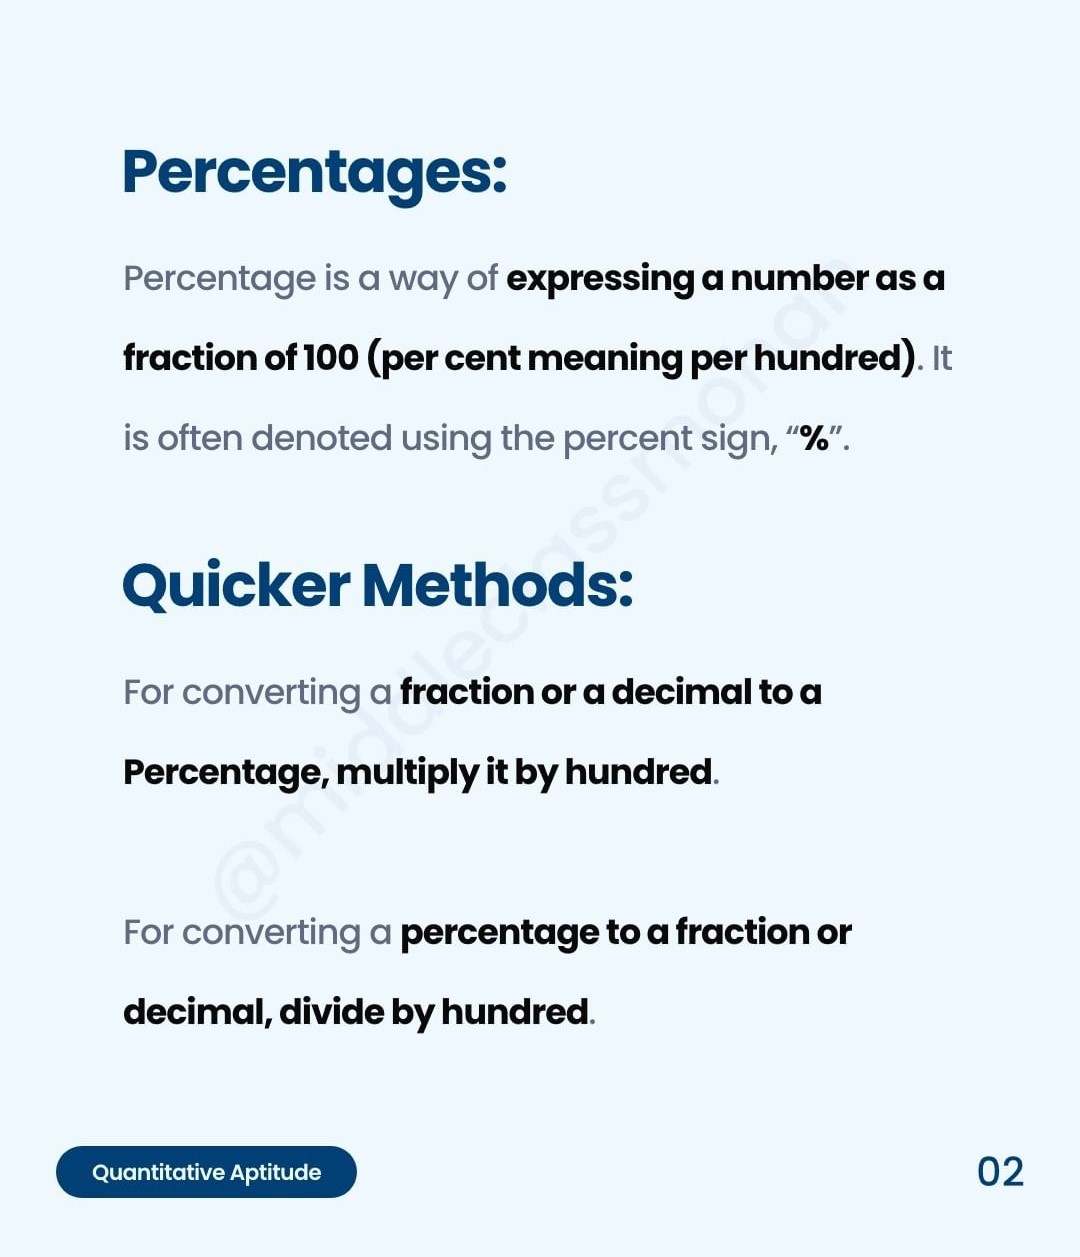 Percentages:
Percentage is a way of expressing a number as a
fraction of 100 (per cent meaning per hundred). It
is often denoted using the percent sign, “%”.
Quicker Methods:
For converting a fraction or a decimal to a
Percentage, multiply it by hundred.
For converting a percentage to a fraction or
decimal, divide by hundred.
Quantitative Aptitude
02